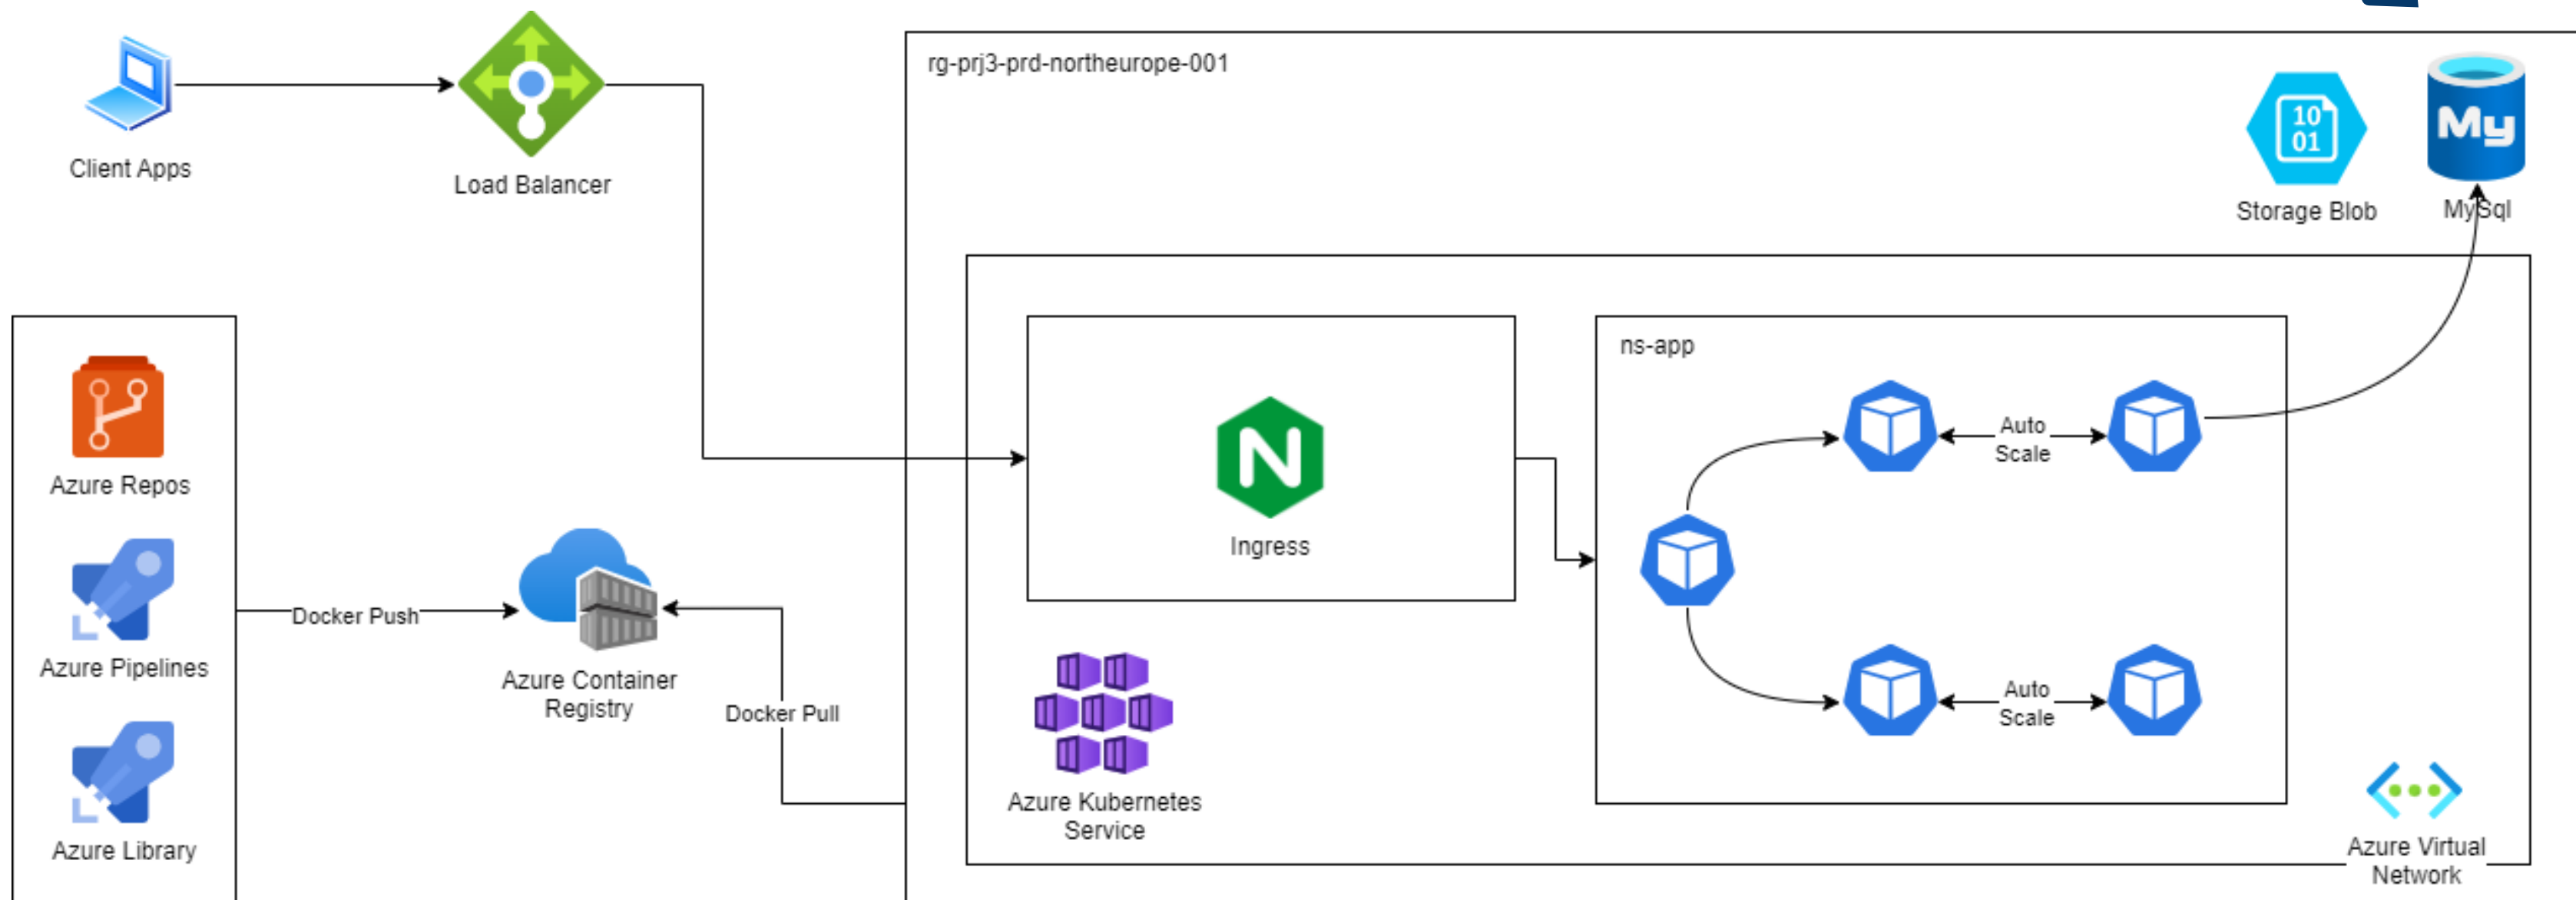 rg-prj3-prd-northeurope-001
Client Apps
Load Balancer
10
01
My
Storage Blob
MySql
ns-app
N
Ingress
Auto
Scale
Azure Repos
Azure Pipelines
Azure Library
Docker Push
Azure Container
Registry
Docker Pull
Azure Kubernetes
Service
Auto
Scale
Azure Virtual
Network